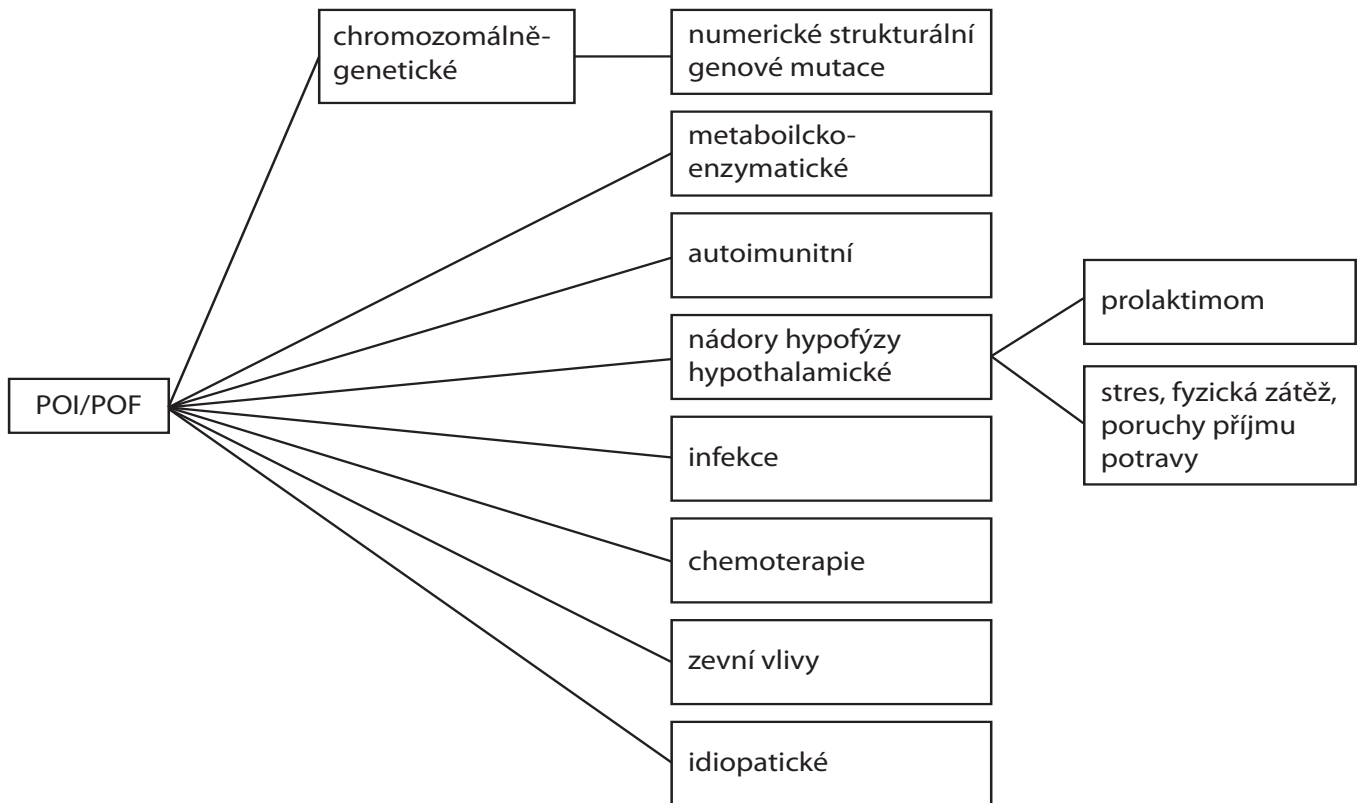 chromozomálně-
genetické
numerické strukturální
genové mutace
metaboilcko-
enzymatické
autoimunitní
prolaktimom
nádory hypofýzy
hypothalamické
POI/POF
stres, fyzická zátěž,
poruchy příjmu
potravy
infekce
chemoterapie
zevní vlivy
idiopatické